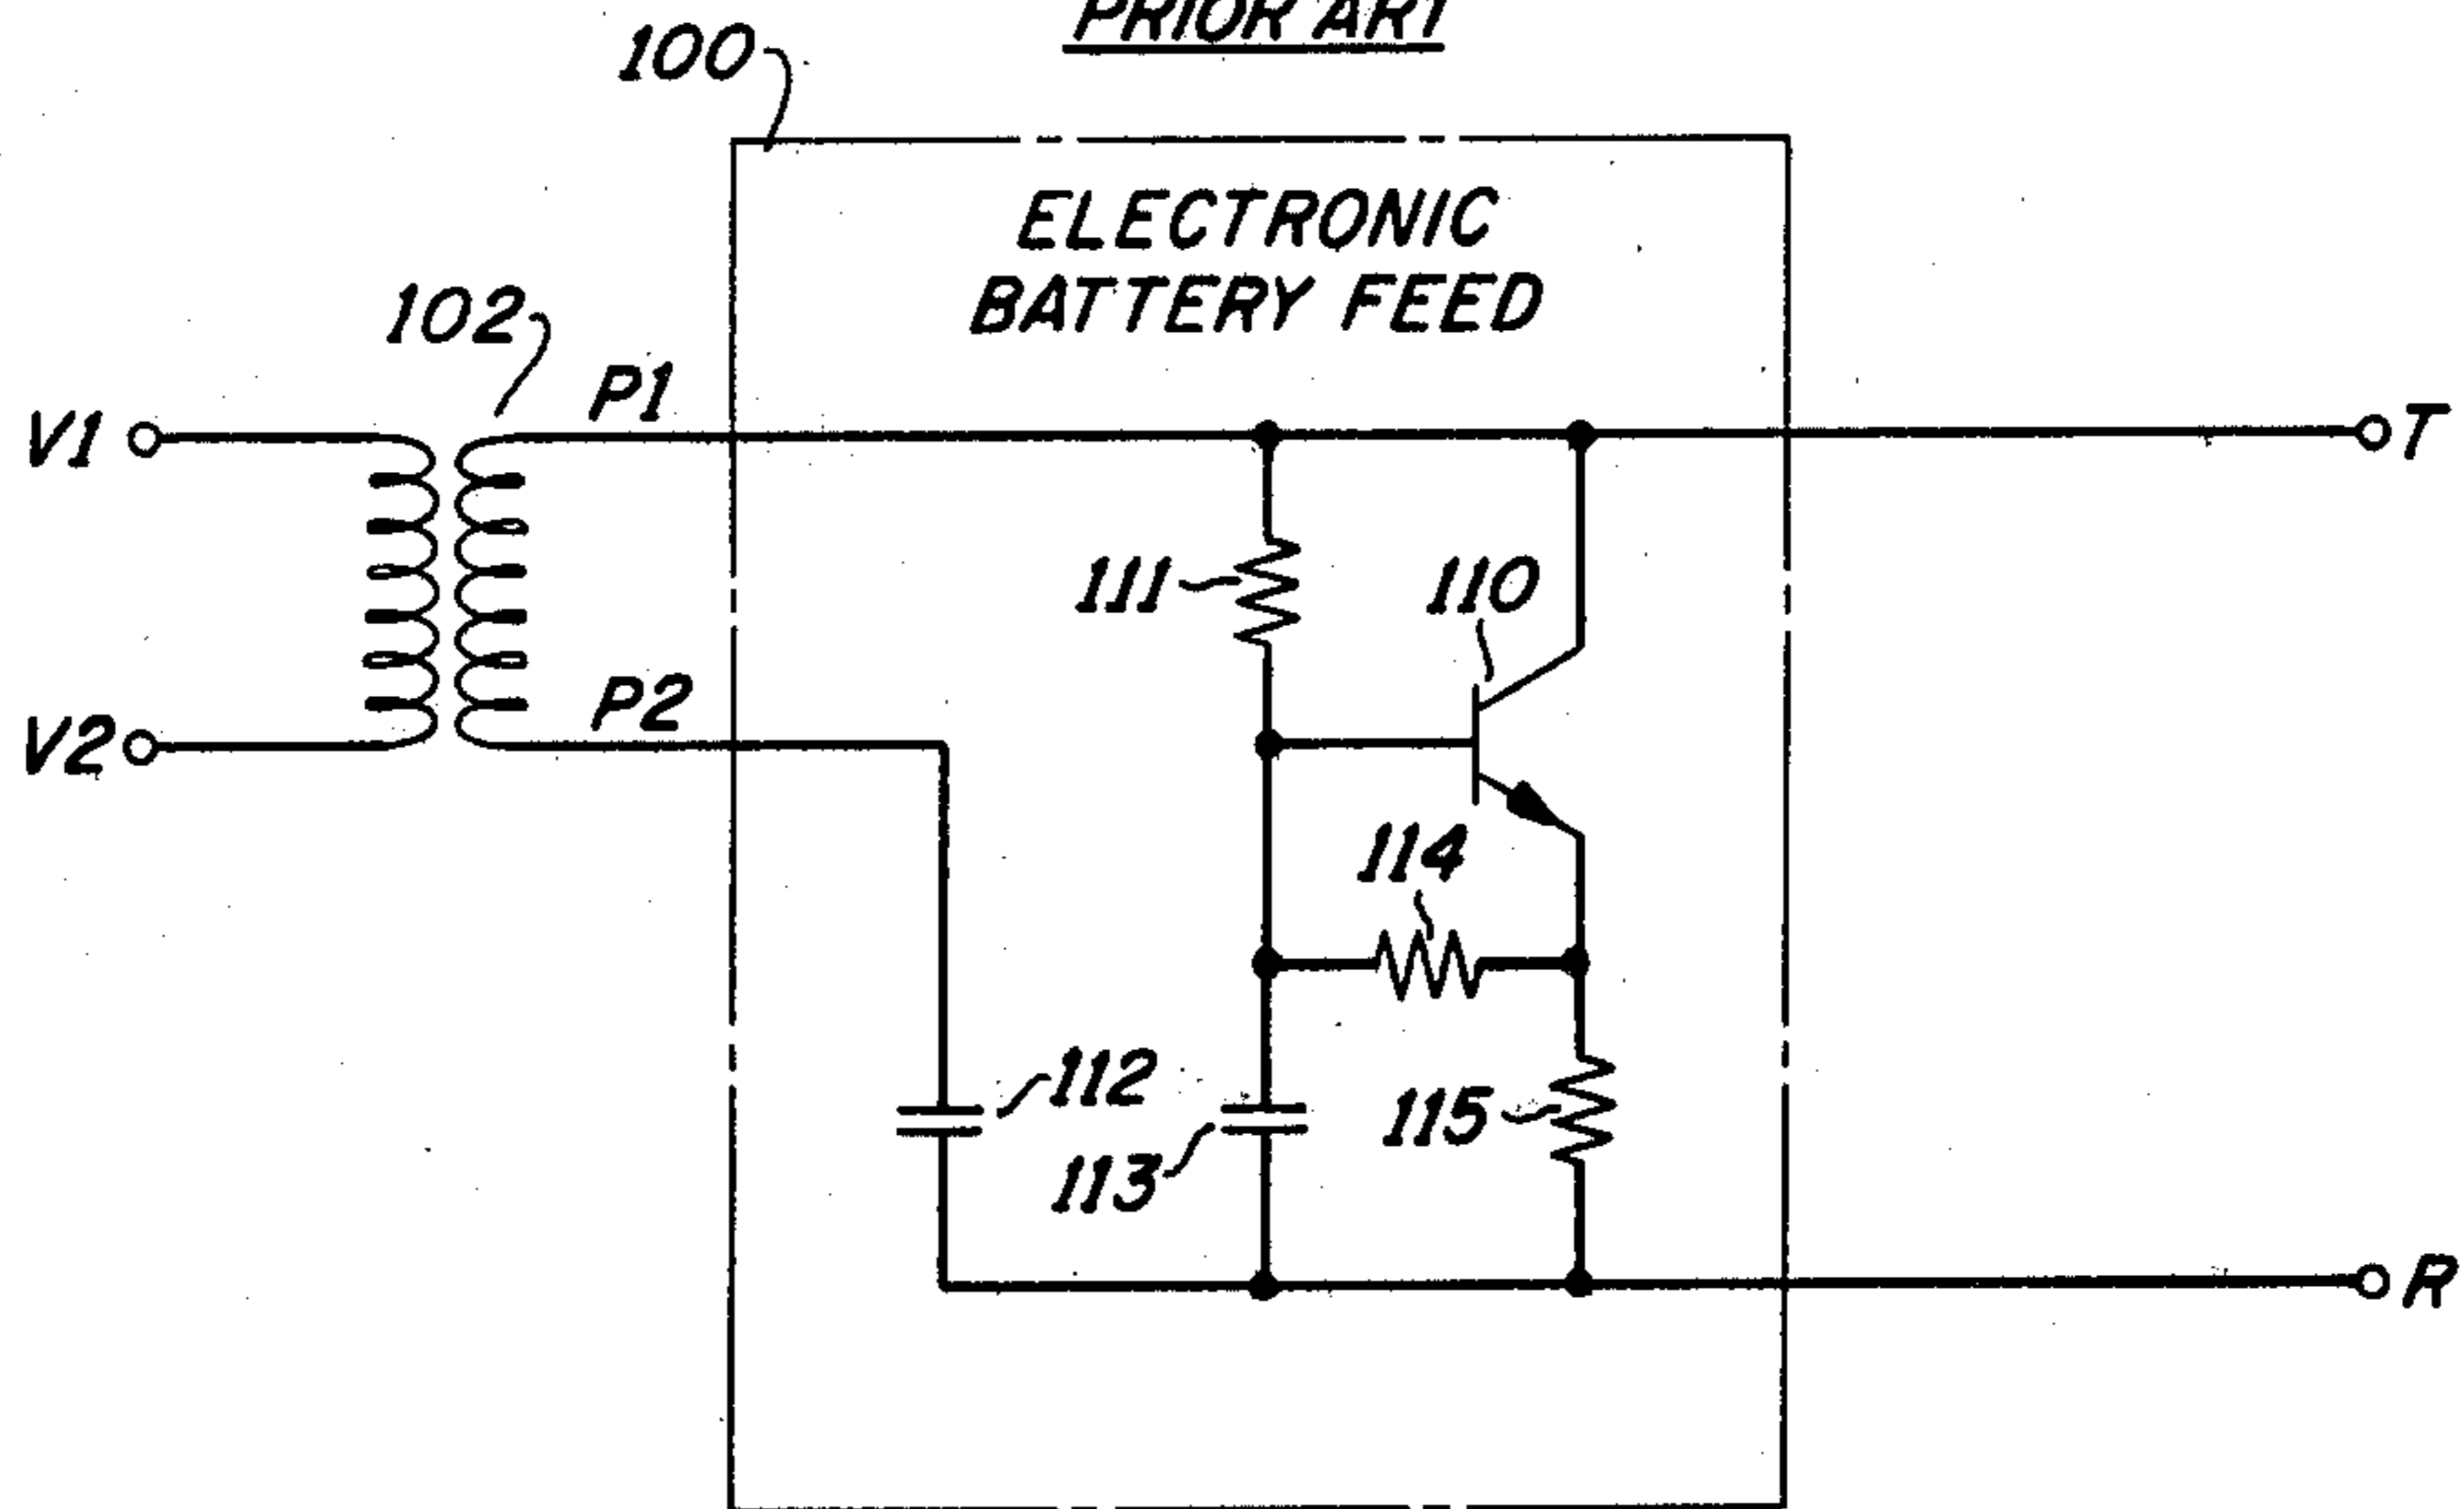 PRIOR ART
100
ELECTRONIC
BATTERY FEED
102
P1
V1
T
111
110
P2
V2
114
112
115
113
R